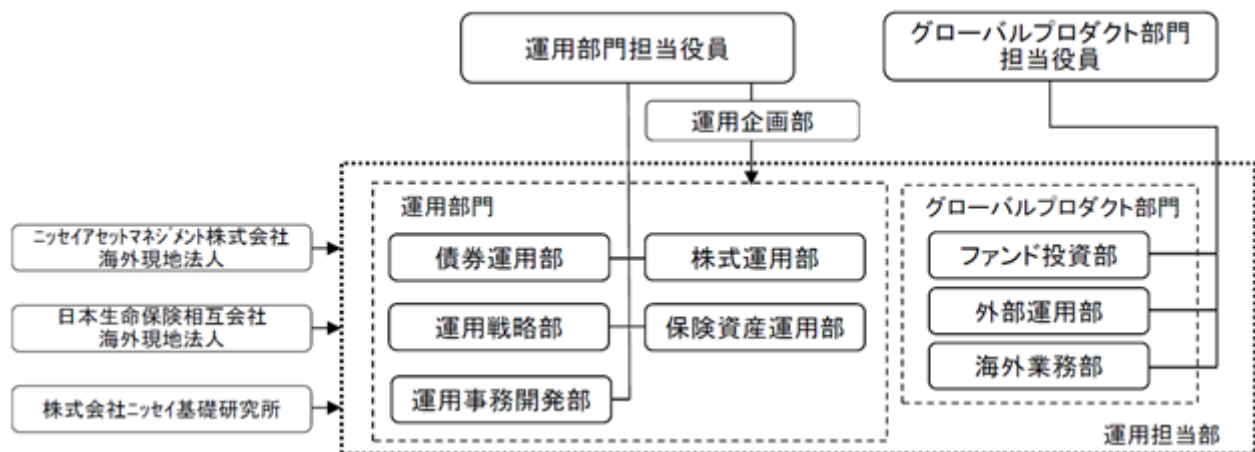 運用部門担当役員
グローバルプロダクト部門
担当役員
運用企画部
運用部門
グローバルプロダクト部門
ニッセイアセットマネジメント株式会社
海外現地法人
債券運用部
株式運用部
ファンド投資部
日本生命保険相互会社
海外現地法人
運用戦略部
保険資産運用部
外部運用部
株式会社ニッセイ基礎研究所
運用事務開発部
海外業務部
運用担当部